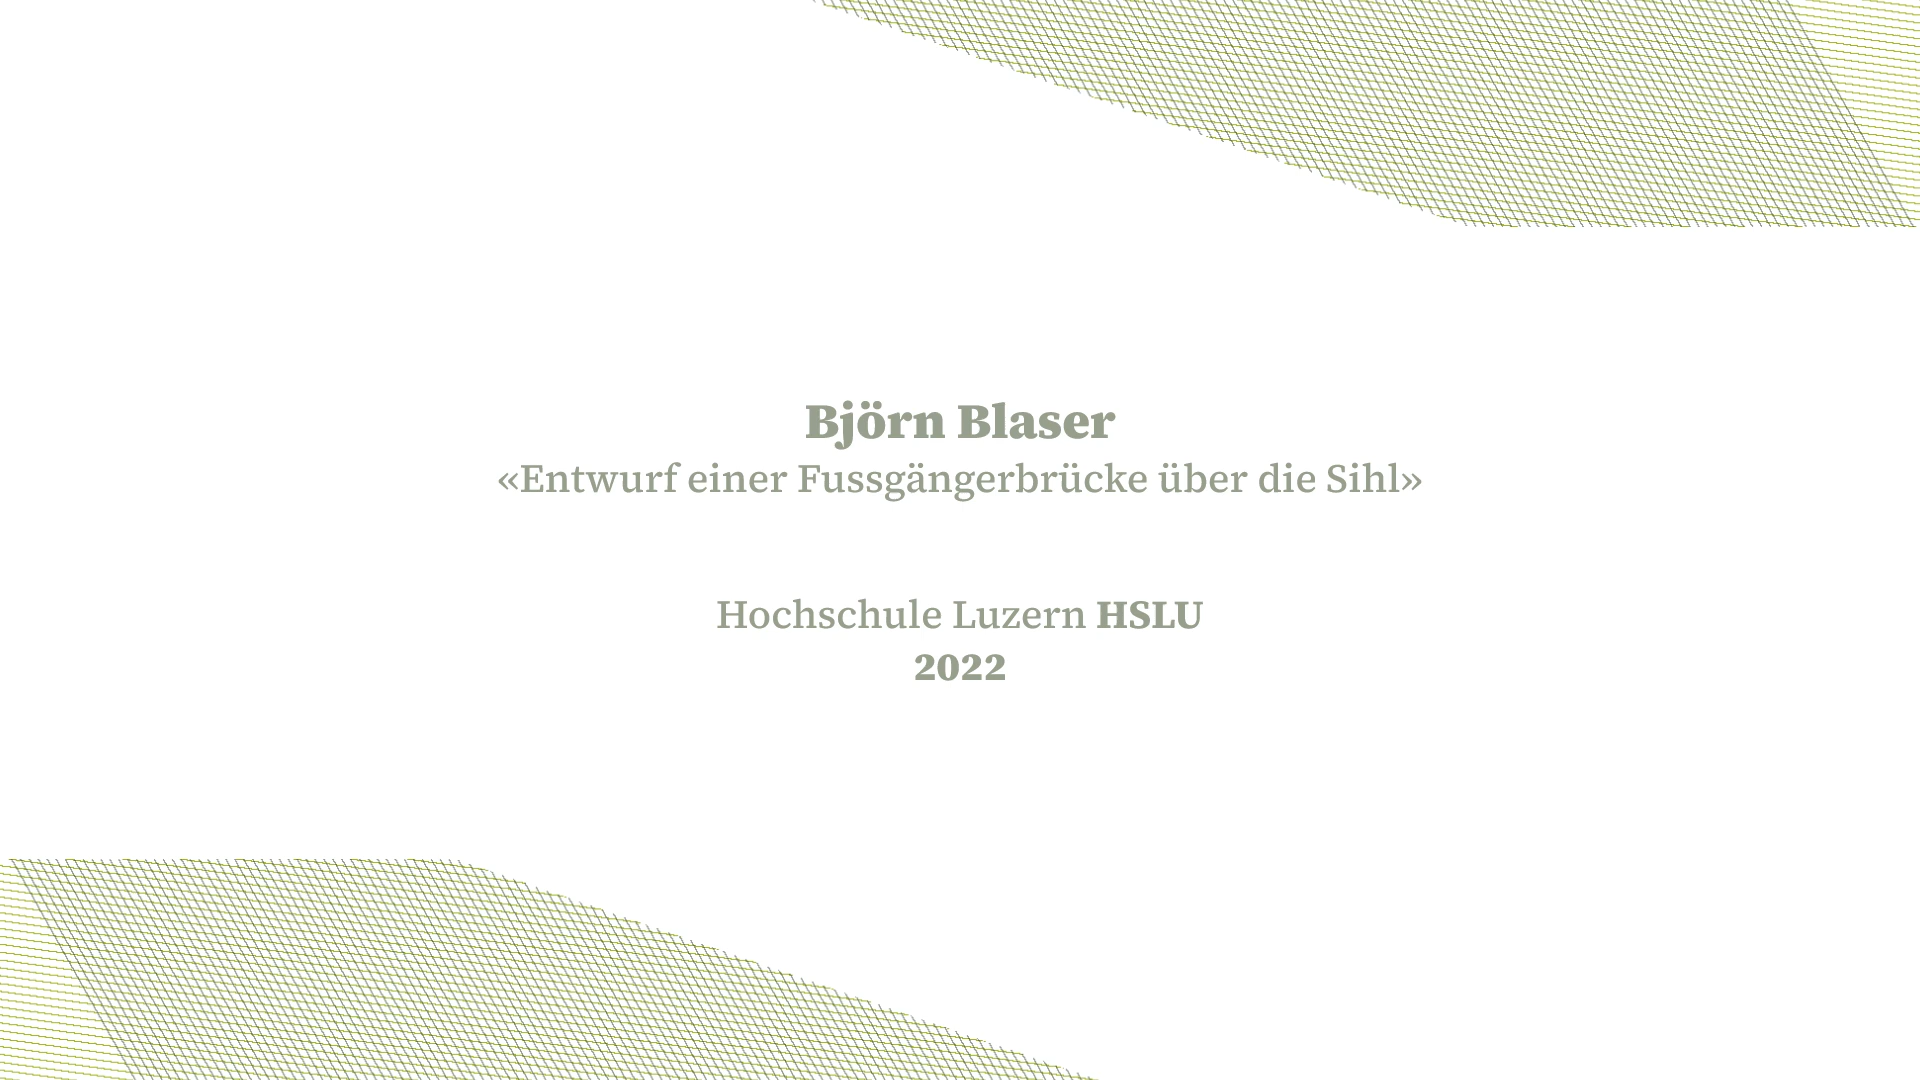 Björn Blaser
«Entwurf einer Fussgängerbrücke über die Sihl»
Hochschule Luzern HSLU
2022